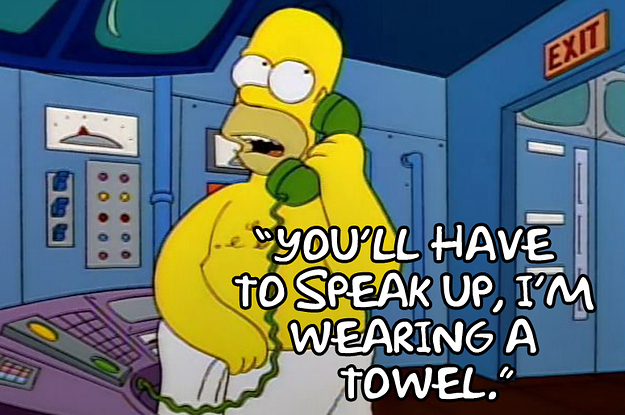 EXIT
"YOU'LL HAVE
TO SPEAK UP, I'M
WEARING A
TOWEL."